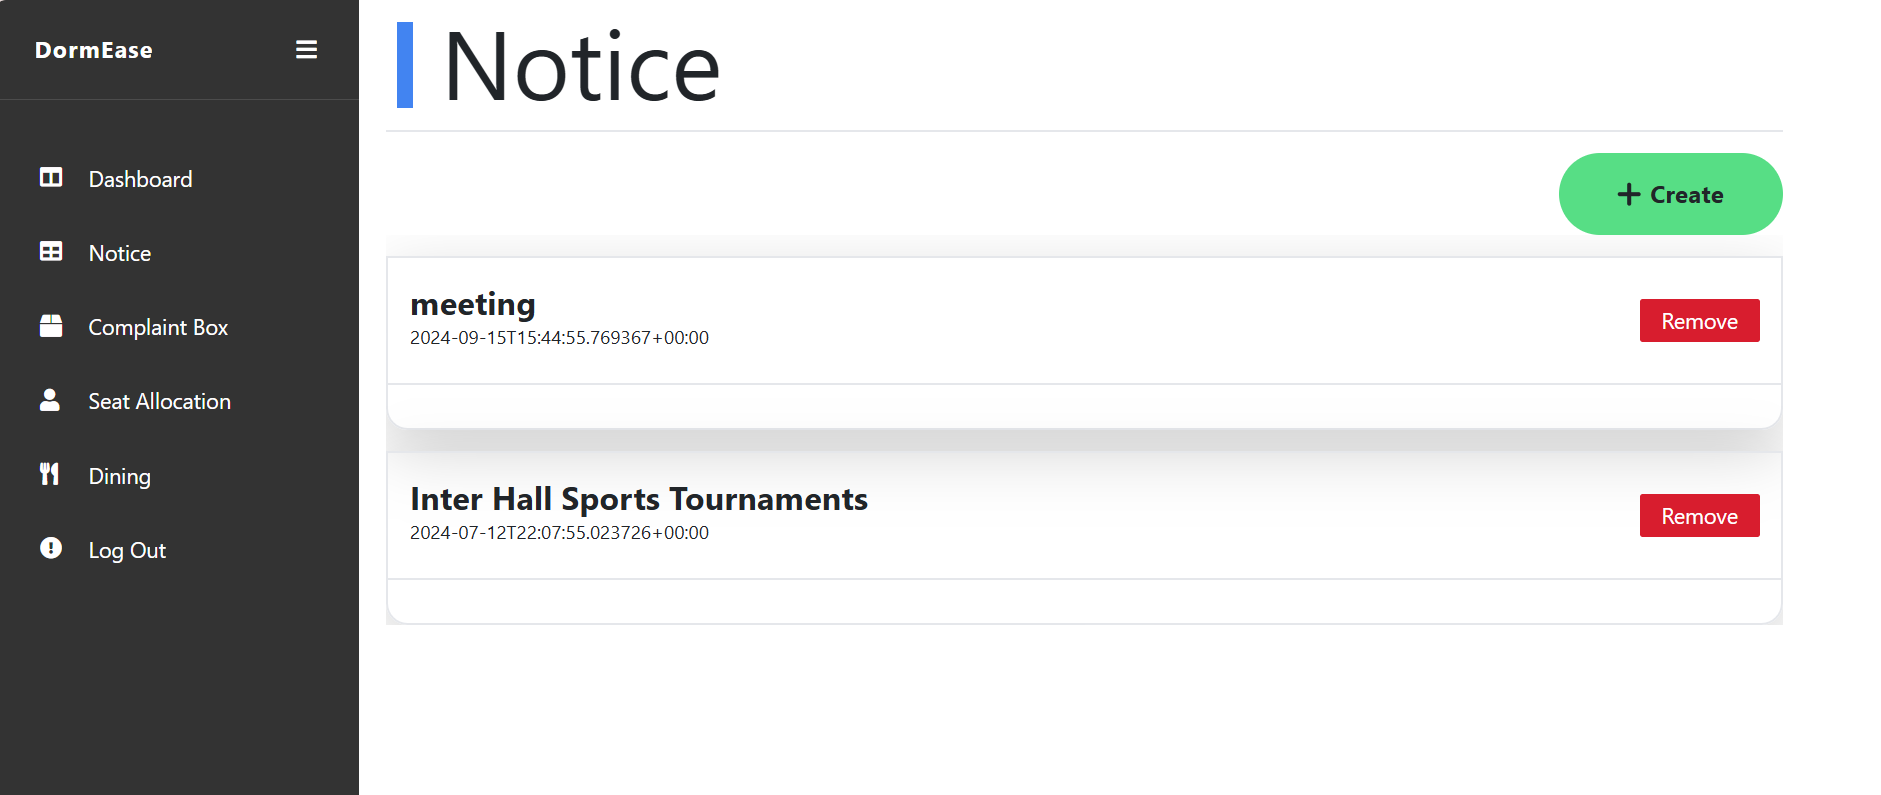 DormEase
Dashboard
Notice
Complaint Box
Seat Allocation
Dining
Log Out
Notice
Create
meeting
2024-09-15T15:44:55.769367+00:00
Remove
Inter Hall Sports Tournaments
2024-07-12T22:07:55.023726+00:00
Remove